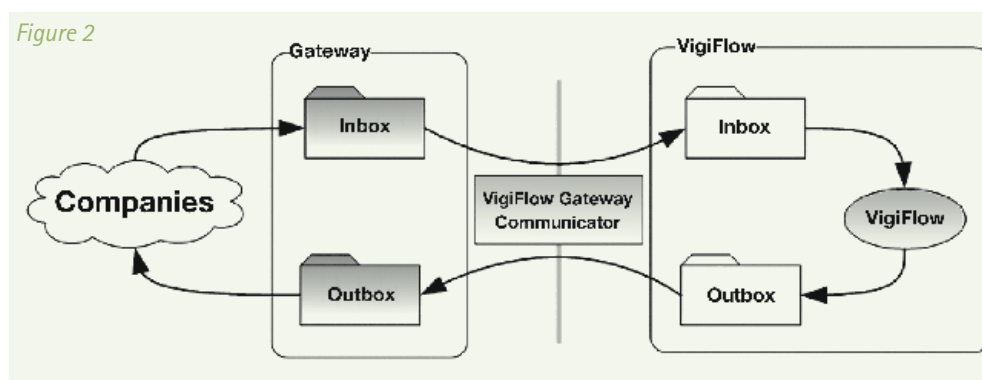 Figure 2
Gateway
VigiFlow
Inbox
Inbox
Companies
VigiFlow Gateway
Communicator
VigiFlow
Outbox
Outbox